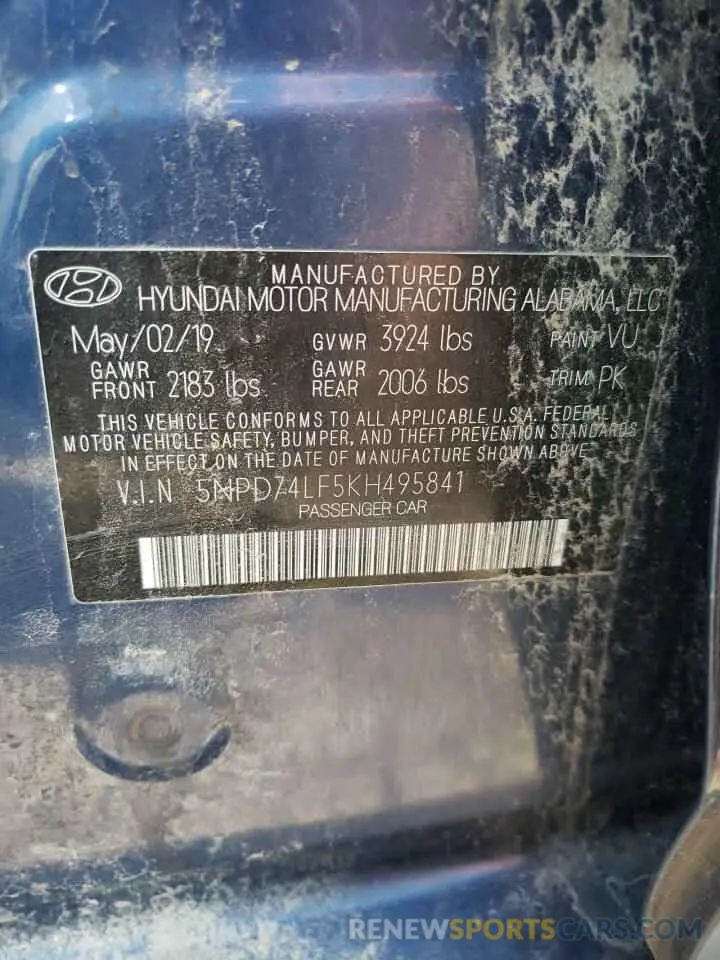 MANUFACTURED BY
HYUNDAI MOTOR MANUFACTURING ALABAMA, LLC
May/02/19 GVWR 3924 lbs PAINT VU
GAWR FRONT 2183 lbs GAWR REAR 2006 lbs TRIM PK
THIS VEHICLE CONFORMS TO ALL APPLICABLE U.S.A. FEDERAL
MOTOR VEHICLE SAFETY, BUMPER, AND THEFT PREVENTION STANDARDS
IN EFFECT ON THE DATE OF MANUFACTURE SHOWN ABOVE
V.I.N 5NPD74LF5KH495841
PASSENGER CAR
RENEWSPORTSCARS.COM